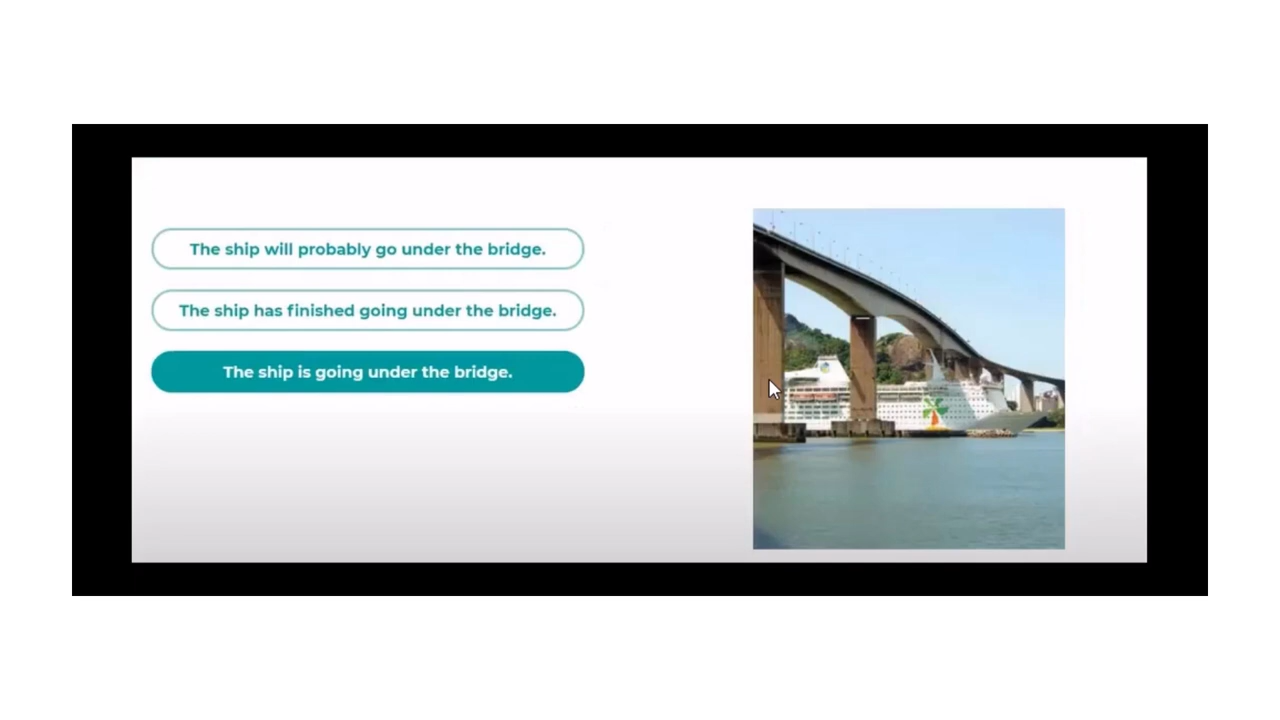 The ship will probably go under the bridge.
The ship has finished going under the bridge.
The ship is going under the bridge.